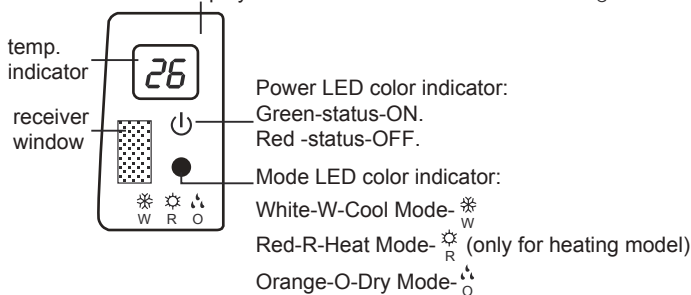 temp.
indicator
26
receiver
window
W R O
Power LED color indicator:
Green-status-ON.
Red -status-OFF.
Mode LED color indicator:
White-W-Cool Mode- W
Red-R-Heat Mode- R (only for heating model)
Orange-O-Dry Mode- O